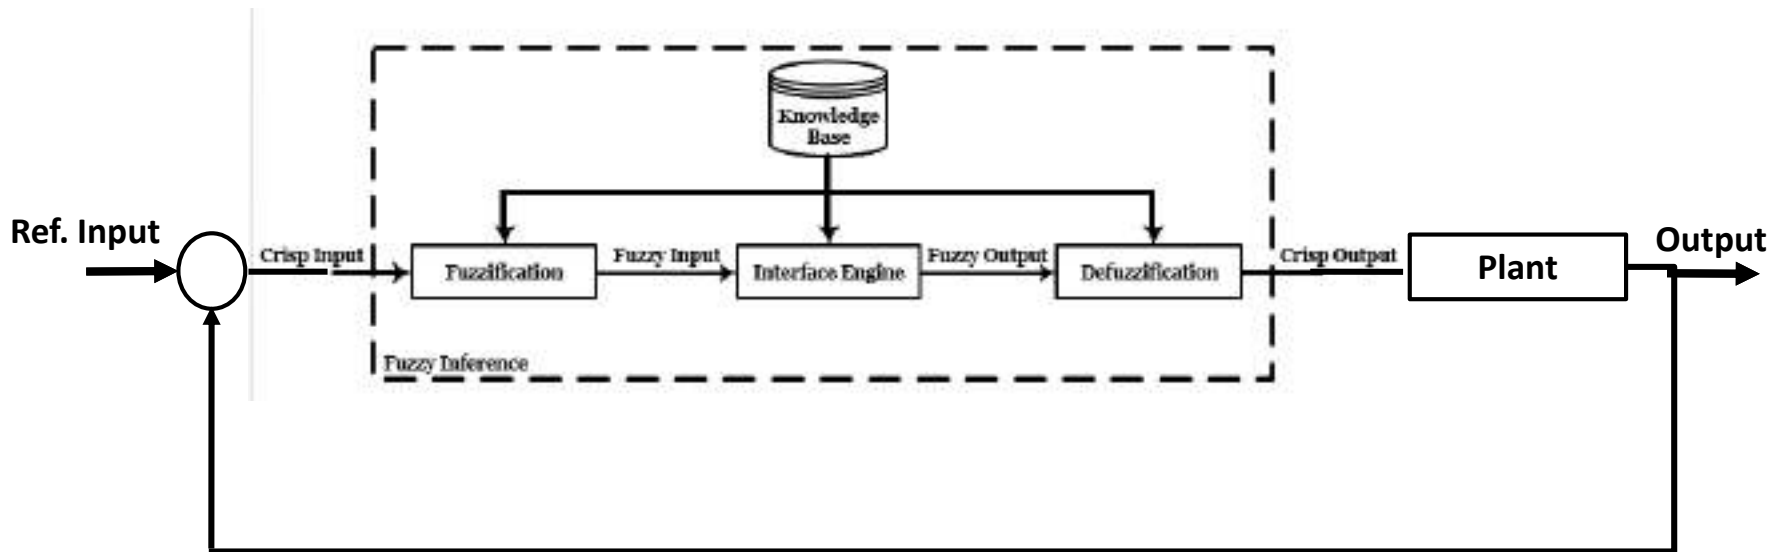 Knowledge
Base
Ref. Input
Crisp Input
Fuzzification
Fuzzy Input
Interface Engine
Fuzzy Output
Defuzzification
Crisp Output
Plant
Output
Fuzzy Inference